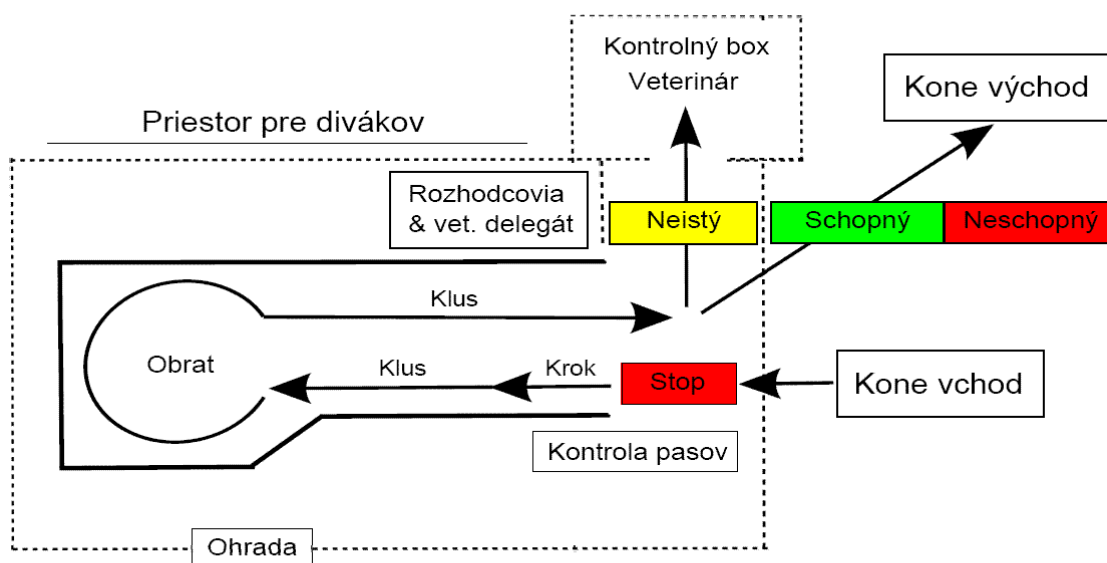 Kontrolný box
Veterinár
Kone východ
Priestor pre divákov
Rozhodcovia
& vet. delegát
Neistý
Schopný
Neschopný
Klus
Obrat
Klus
Krok
Stop
Kone vchod
Kontrola pasov
Ohrada